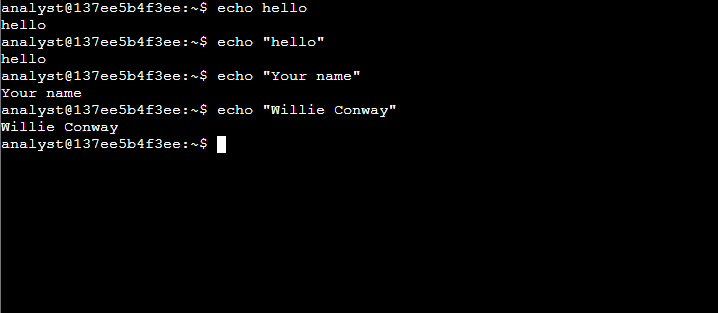 analyst@137ee5b4f3ee:~$ echo hello
hello
analyst@137ee5b4f3ee:~$ echo "hello"
hello
analyst@137ee5b4f3ee:~$ echo "Your name"
Your name
analyst@137ee5b4f3ee:~$ echo "Willie Conway"
Willie Conway
analyst@137ee5b4f3ee:~$